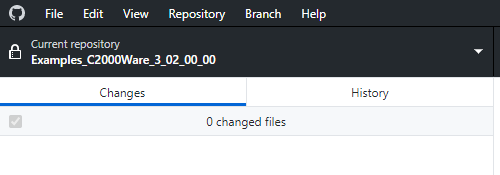 File Edit View Repository Branch Help
Current repository
Examples_C2000Ware_3_02_00_00
Changes History
0 changed files